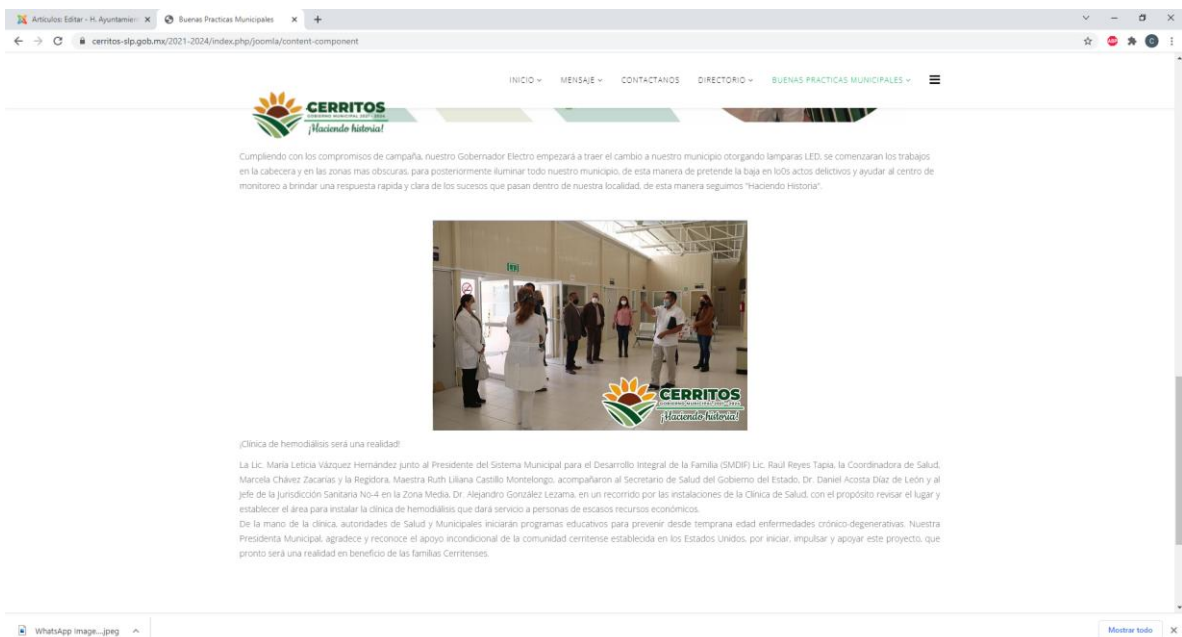 Artículos: Editar - H. Ayuntamien
Buenas Practicas Municipales
cerritos-slp.gob.mx/2021-2024/index.php/joomla/content-component
INICIO
MENSAJE
CONTACTANOS
DIRECTORIO
BUENAS PRACTICAS MUNICIPALES
CERRITOS
GOBIERNO MUNICIPAL 2021 - 2024
¡Haciendo historia!
Cumpliendo con los compromisos de campaña, nuestro Gobernador Electro empezará a traer el cambio a nuestro municipio otorgando lamparas LED, se comenzaran los trabajos
en la cabecera y en las zonas mas obscuras, para posteriormente iluminar todo nuestro municipio, de esta manera de pretende la baja en lo0s actos delictivos y ayudar al centro de
monitoreo a brindar una respuesta rapida y clara de los sucesos que pasan dentro de nuestra localidad, de esta manera seguimos "Haciendo Historia".
CERRITOS
GOBIERNO MUNICIPAL 2021 - 2024
¡Haciendo historia!
¡Clínica de hemodiálisis será una realidad!
La Lic. María Leticia Vázquez Hernández junto al Presidente del Sistema Municipal para el Desarrollo Integral de la Familia (SMDIF) Lic. Raúl Reyes Tapia, la Coordinadora de Salud,
Marcela Chávez Zacarías y la Regidora, Maestra Ruth Liliana Castillo Montelongo, acompañaron al Secretario de Salud del Gobierno del Estado, Dr. Daniel Acosta Díaz de León y al
jefe de la Jurisdicción Sanitaria No-4 en la Zona Media, Dr. Alejandro González Lezama, en un recorrido por las instalaciones de la Clínica de Salud, con el propósito revisar el lugar y
establecer el área para instalar la clínica de hemodiálisis que dará servicio a personas de escasos recursos económicos.
De la mano de la clínica, autoridades de Salud y Municipales iniciarán programas educativos para prevenir desde temprana edad enfermedades crónico-degenerativas. Nuestra
Presidenta Municipal, agradece y reconoce el apoyo incondicional de la comunidad cerritense establecida en los Estados Unidos, por iniciar, impulsar y apoyar este proyecto, que
pronto será una realidad en beneficio de las familias Cerritenses.
WhatsApp Image....jpeg
Mostrar todo